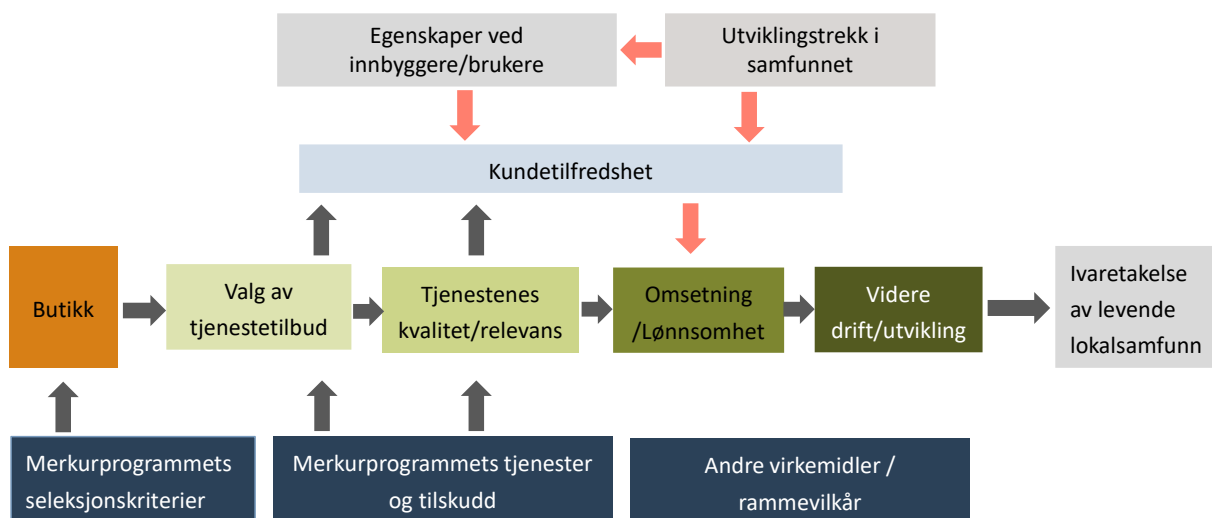 Egenskaper ved
innbyggere/brukere
Utviklingstrekk i
samfunnet
Kundetilfredshet
Butikk
Valg av
tjenestetilbud
Tjenestenes
kvalitet/relevans
Omsetning
/Lønnsomhet
Videre
drift/utvikling
Ivaretakelse
av levende
lokalsamfunn
Merkurprogrammets
seleksjonskriterier
Merkurprogrammets tjenester
og tilskudd
Andre virkemidler /
rammevilkår